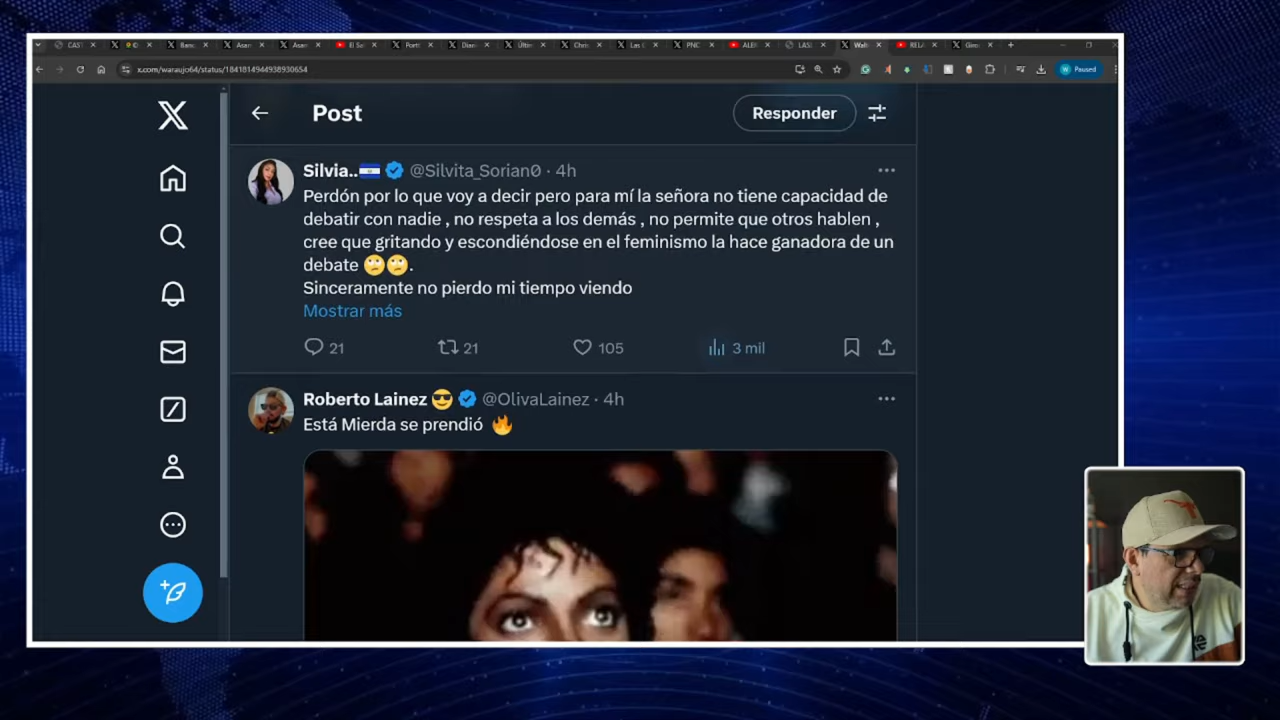 x.com/waraujo64/status/1841814944938930654
Paused
Post
Responder
Silvia.. @Silvita_Sorian0 · 4h
Perdón por lo que voy a decir pero para mí la señora no tiene capacidad de
debatir con nadie , no respeta a los demás , no permite que otros hablen ,
cree que gritando y escondiéndose en el feminismo la hace ganadora de un
debate 🙄🙄.
Sinceramente no pierdo mi tiempo viendo
Mostrar más
21 21 105 3 mil
Roberto Lainez 😎 @OlivaLainez · 4h
Está Mierda se prendió 🔥